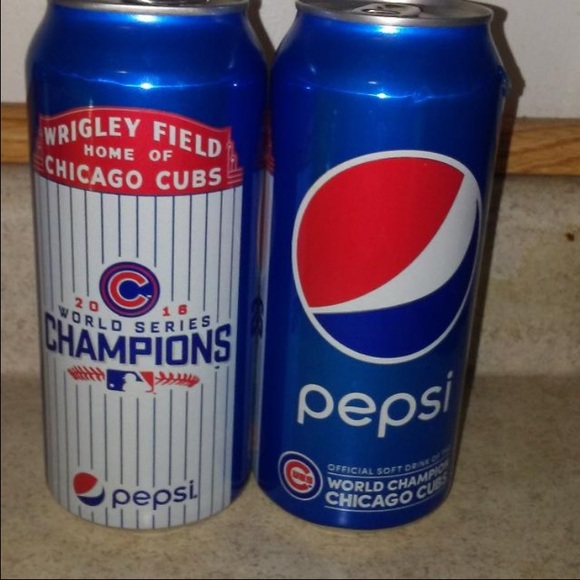 WRIGLEY FIELD
HOME OF
CHICAGO CUBS
C
20 16
WORLD SERIES
CHAMPIONS
pepsi
pepsi
OFFICIAL SOFT DRINK OF
WORLD CHAMPION
CHICAGO CUBS